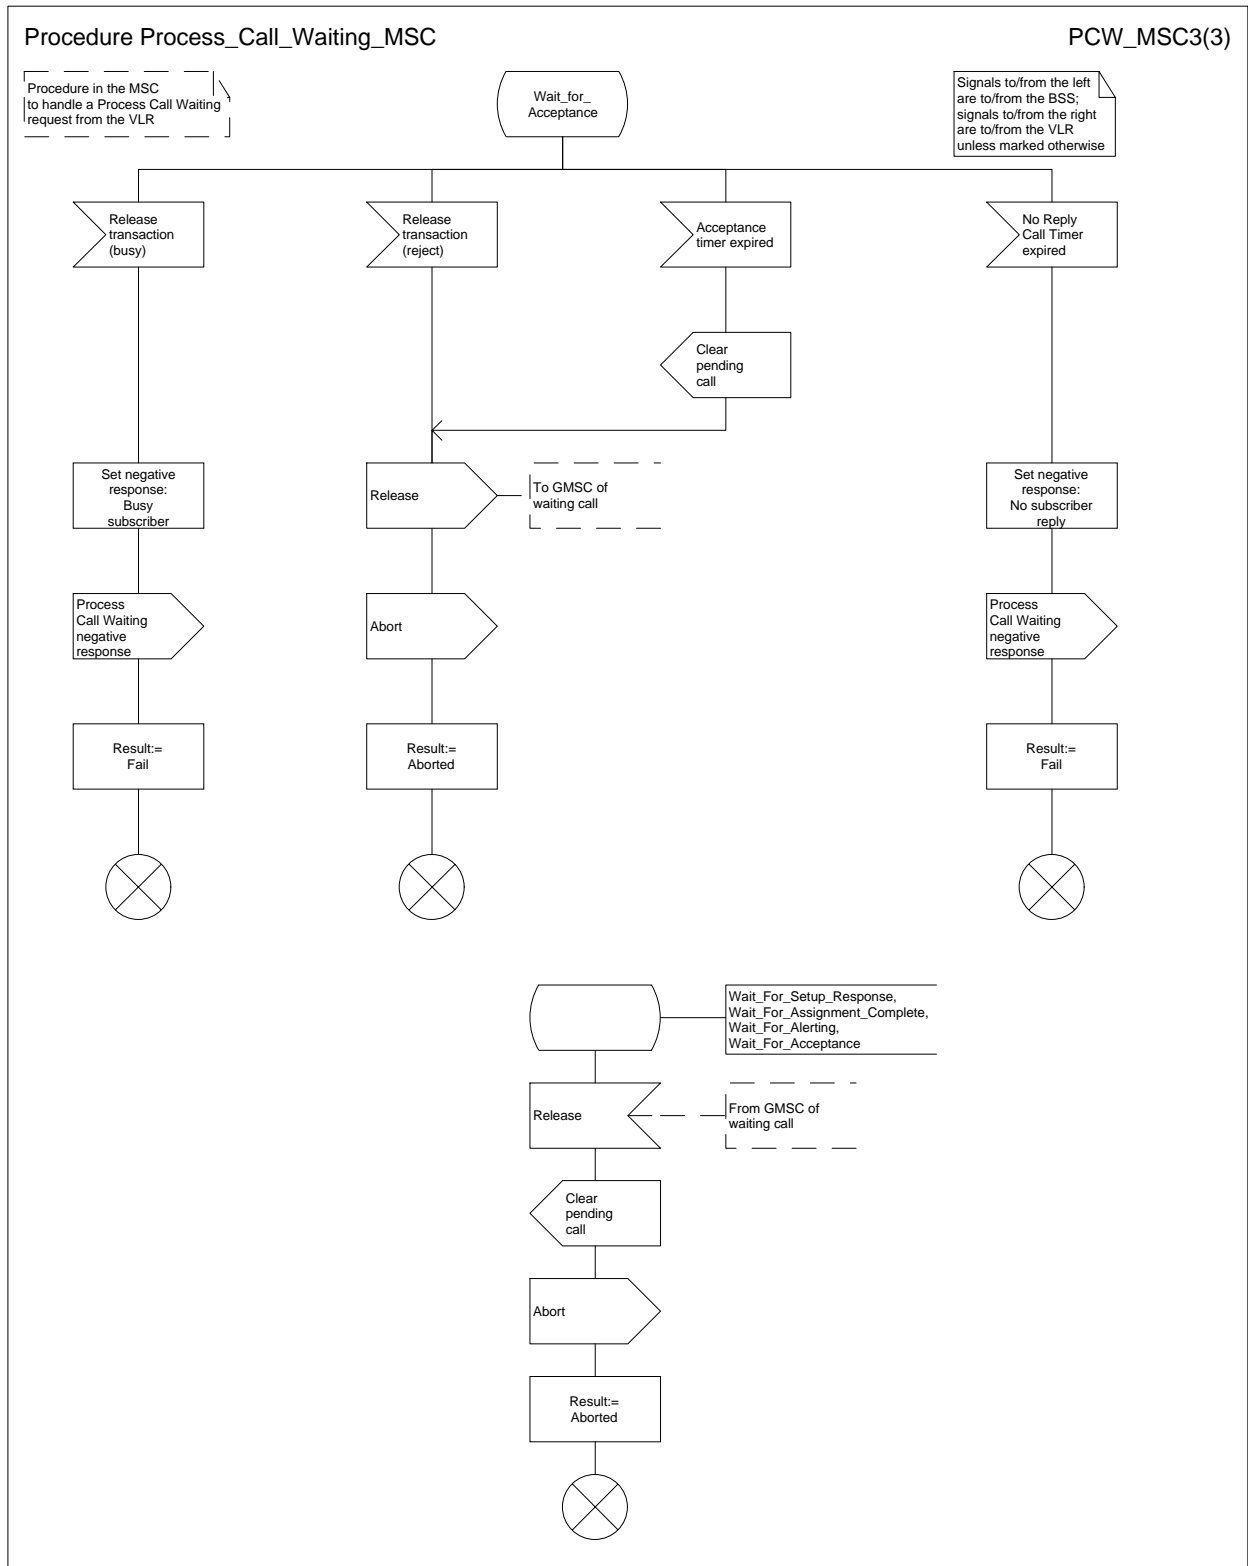 Procedure Process_Call_Waiting_MSC
PCW_MSC3(3)
Procedure in the MSC
to handle a Process Call Waiting
request from the VLR
Wait_for_
Acceptance
Signals to/from the left
are to/from the BSS;
signals to/from the right
are to/from the VLR
unless marked otherwise
Release
transaction
(busy)
Release
transaction
(reject)
Acceptance
timer expired
No Reply
Call Timer
expired
Clear
pending
call
Set negative
response:
Busy
subscriber
Release
To GMSC of
waiting call
Set negative
response:
No subscriber
reply
Process
Call Waiting
negative
response
Abort
Process
Call Waiting
negative
response
Result:=
Fail
Result:=
Aborted
Result:=
Fail
Wait_For_Setup_Response,
Wait_For_Assignment_Complete,
Wait_For_Alerting,
Wait_For_Acceptance
Release
From GMSC of
waiting call
Clear
pending
call
Abort
Result:=
Aborted